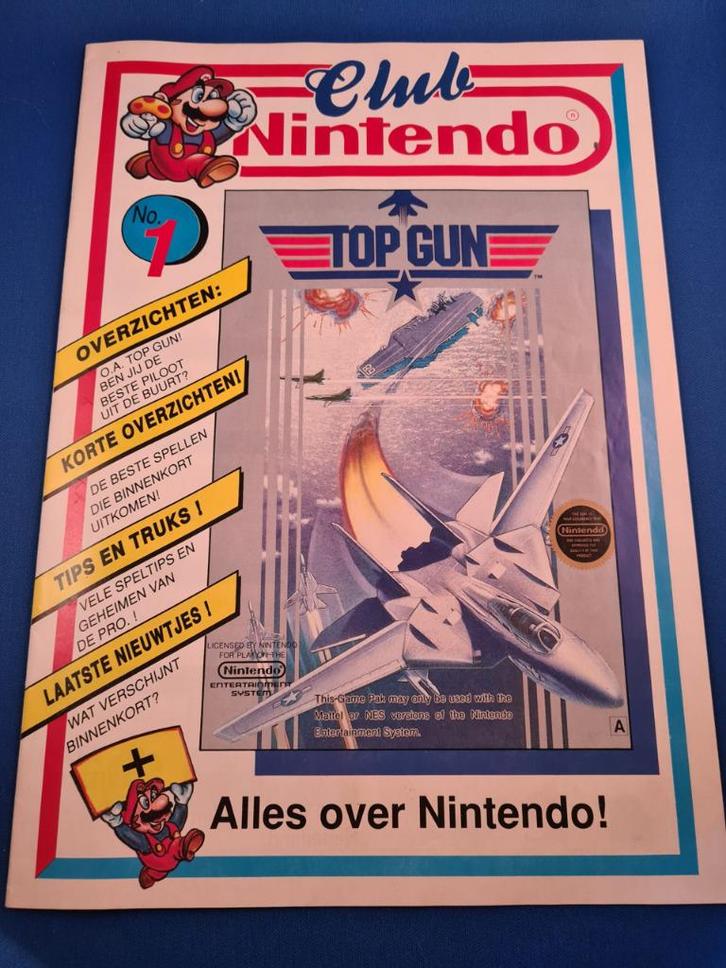 Club
Nintendo®
No.
1
TOP GUN
TM
OVERZICHTEN:
O.A. TOP GUN!
BEN JIJ DE
BESTE PILOOT
UIT DE BUURT?
KORTE OVERZICHTEN!
DE BESTE SPELLEN
DIE BINNENKORT
UITKOMEN!
TIPS EN TRUKS !
VELE SPELTIPS EN
GEHEIMEN VAN
DE PRO. !
LAATSTE NIEUWTJES !
WAT VERSCHIJNT
BINNENKORT?
+
Nintendo
LICENSED BY NINTENDO
FOR PLAY ON THE
Nintendo
ENTERTAINMENT
SYSTEM
This Game Pak may only be used with the
Mattel or NES versions of the Nintendo
Entertainment System.
A
Alles over Nintendo!